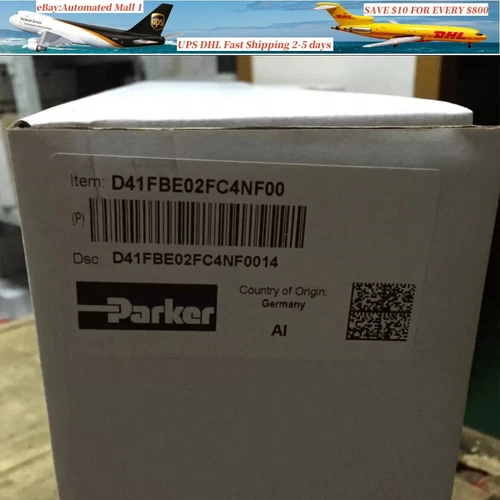 eBay:Automated Mall 1
SAVE $10 FOR EVERY $800
UPS DHL Fast Shipping 2-5 days
ups
DHL
Item: D41FBE02FC4NF00
(P)
Dsc: D41FBE02FC4NF0014
Parker
Country of Origin:
Germany
AI